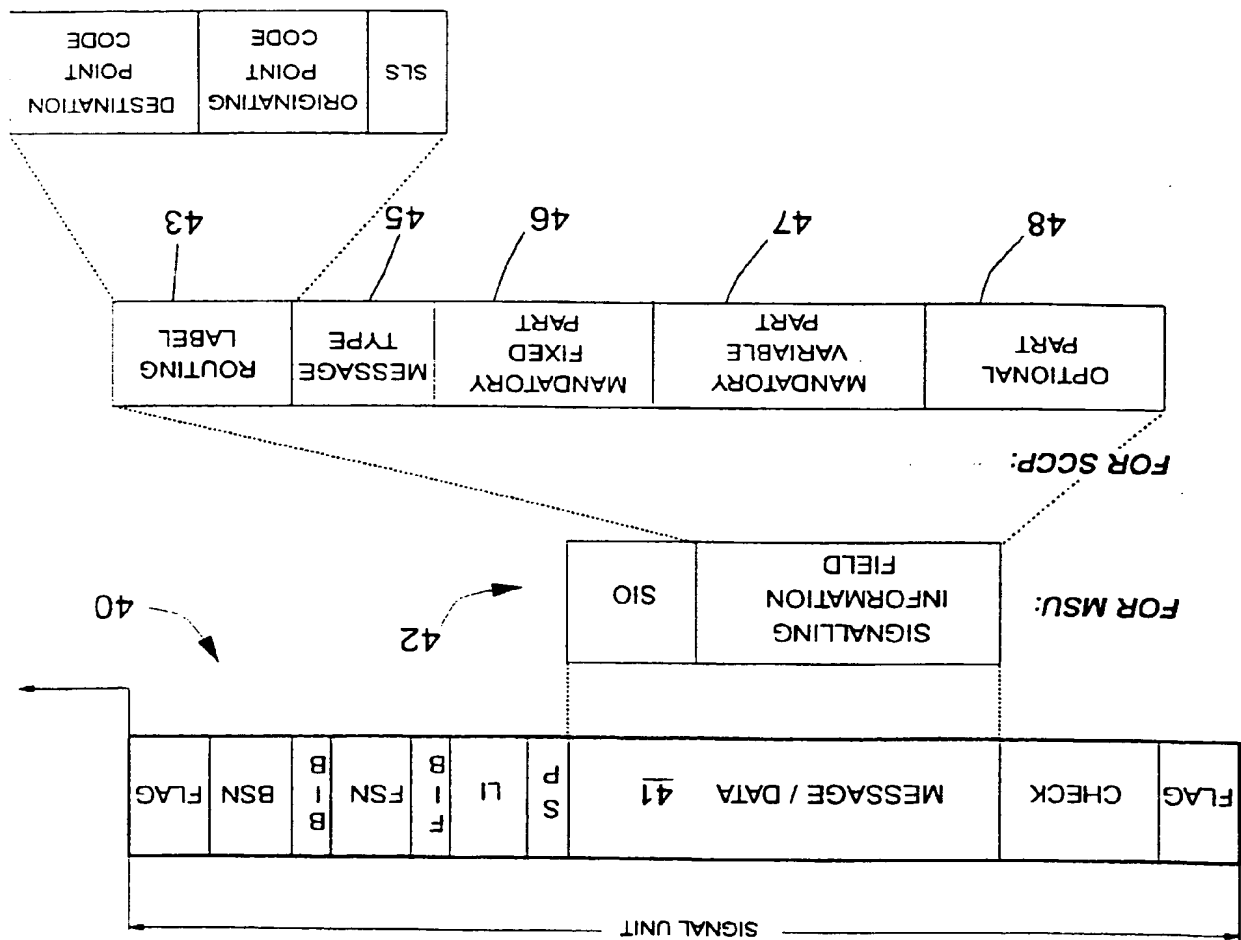 SIGNAL UNIT
FLAG CHECK MESSAGE / DATA 41 S P LI F I B FSN B I B BSN FLAG
40
FOR MSU:
SIGNALLING
INFORMATION
FIELD
SIO
42
FOR SCCP:
OPTIONAL
PART
MANDATORY
VARIABLE
PART
MANDATORY
FIXED
PART
MESSAGE
TYPE
ROUTING
LABEL
48 47 46 45 43
SLS
ORIGINATING
POINT
CODE
DESTINATION
POINT
CODE